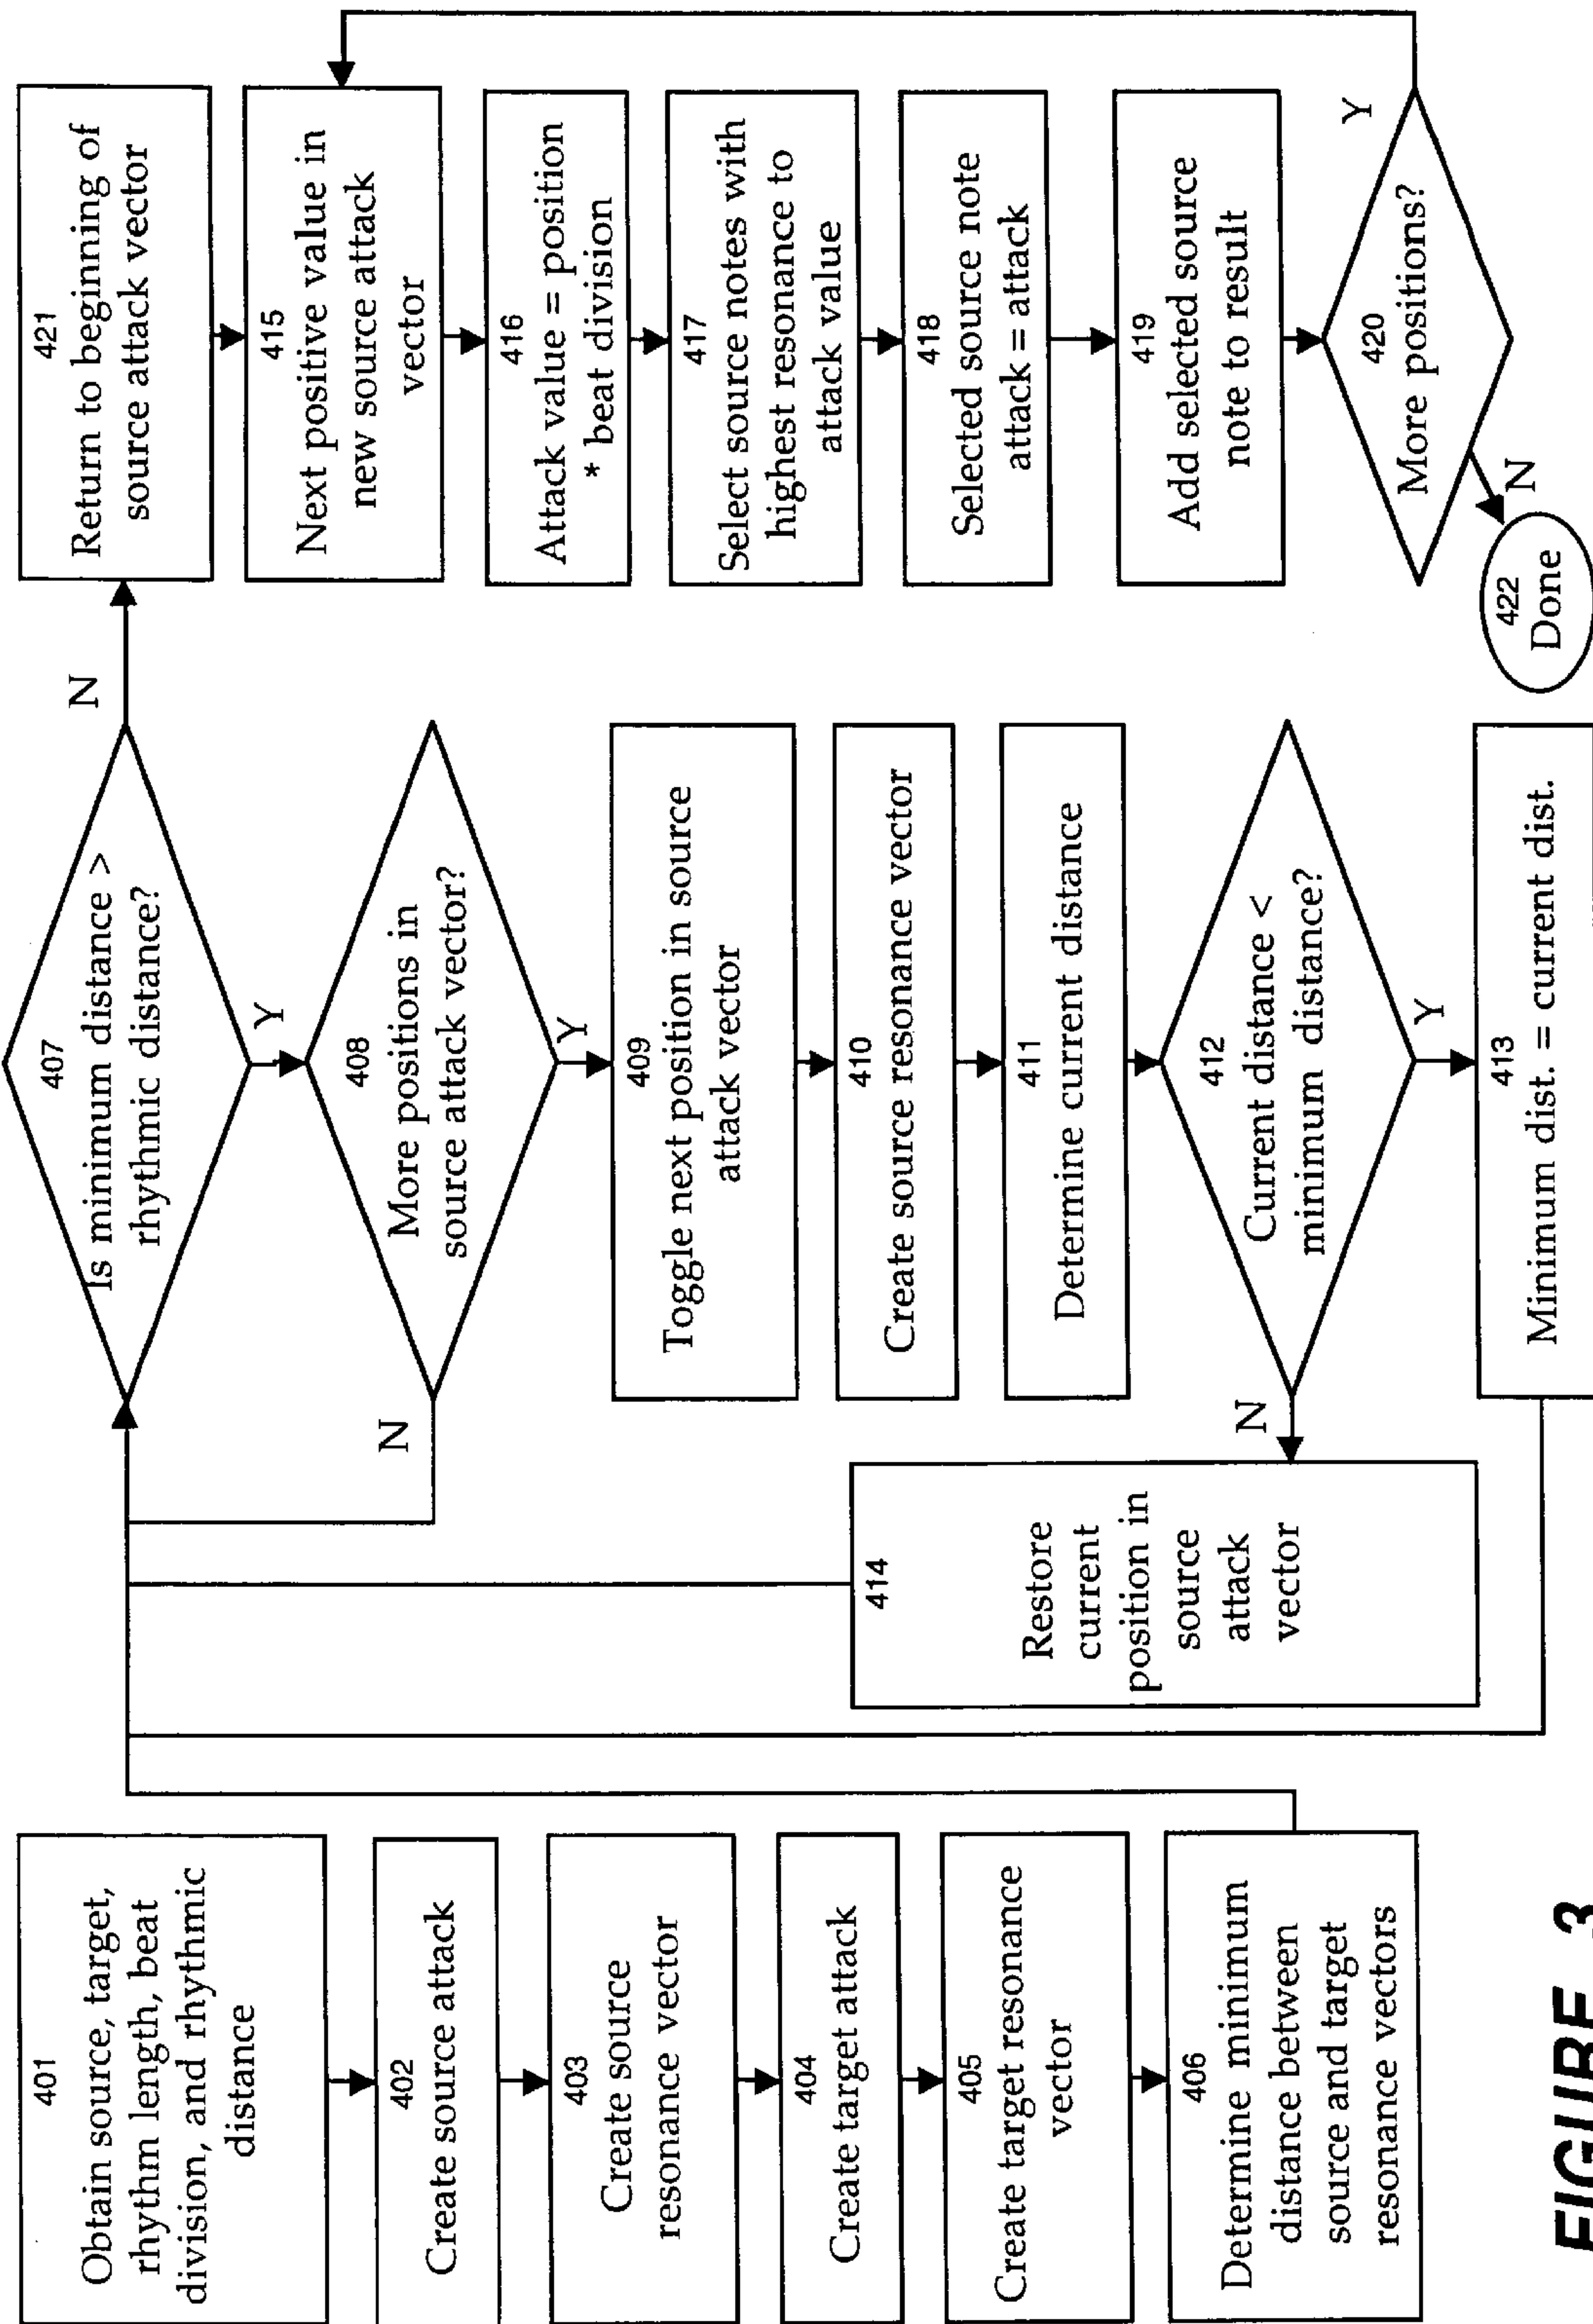 401
Obtain source, target,
rhythm length, beat
division, and rhythmic
distance
402
Create source attack
403
Create source
resonance vector
404
Create target attack
405
Create target resonance
vector
406
Determine minimum
distance between
source and target
resonance vectors
407
Is minimum distance >
rhythmic distance?
N
Y
408
More positions in
source attack vector?
N
Y
409
Toggle next position in source
attack vector
410
Create source resonance vector
411
Determine current distance
412
Current distance <
minimum distance?
N
Y
413
Minimum dist. = current dist.
414
Restore
current
position in
source
attack
vector
421
Return to beginning of
source attack vector
415
Next positive value in
new source attack
vector
416
Attack value = position
* beat division
417
Select source notes with
highest resonance to
attack value
418
Selected source note
attack = attack
419
Add selected source
note to result
420
More positions?
Y
N
422
Done
FIGURE 3